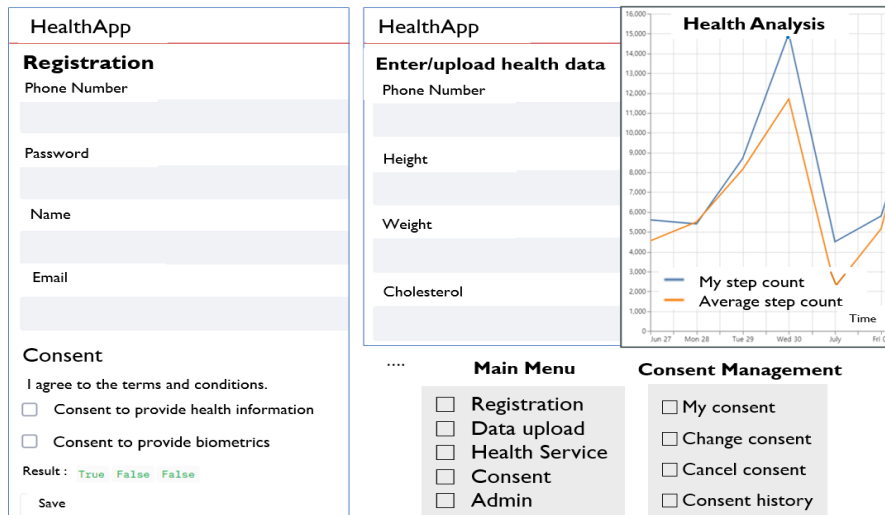 HealthApp
Registration
Phone Number
Password
Name
Email
Consent
I agree to the terms and conditions.
Consent to provide health information
Consent to provide biometrics
Result : True False False
Save
HealthApp
Enter/upload health data
Phone Number
Height
Weight
Cholesterol
....
Health Analysis
16,000
15,000
14,000
13,000
12,000
11,000
10,000
9,000
8,000
7,000
6,000
5,000
4,000
3,000
2,000
1,000
0
My step count
Average step count
Time
Jun 27 Mon 28 Tue 29 Wed 30 July Fri
Main Menu
Registration
Data upload
Health Service
Consent
Admin
Consent Management
My consent
Change consent
Cancel consent
Consent history